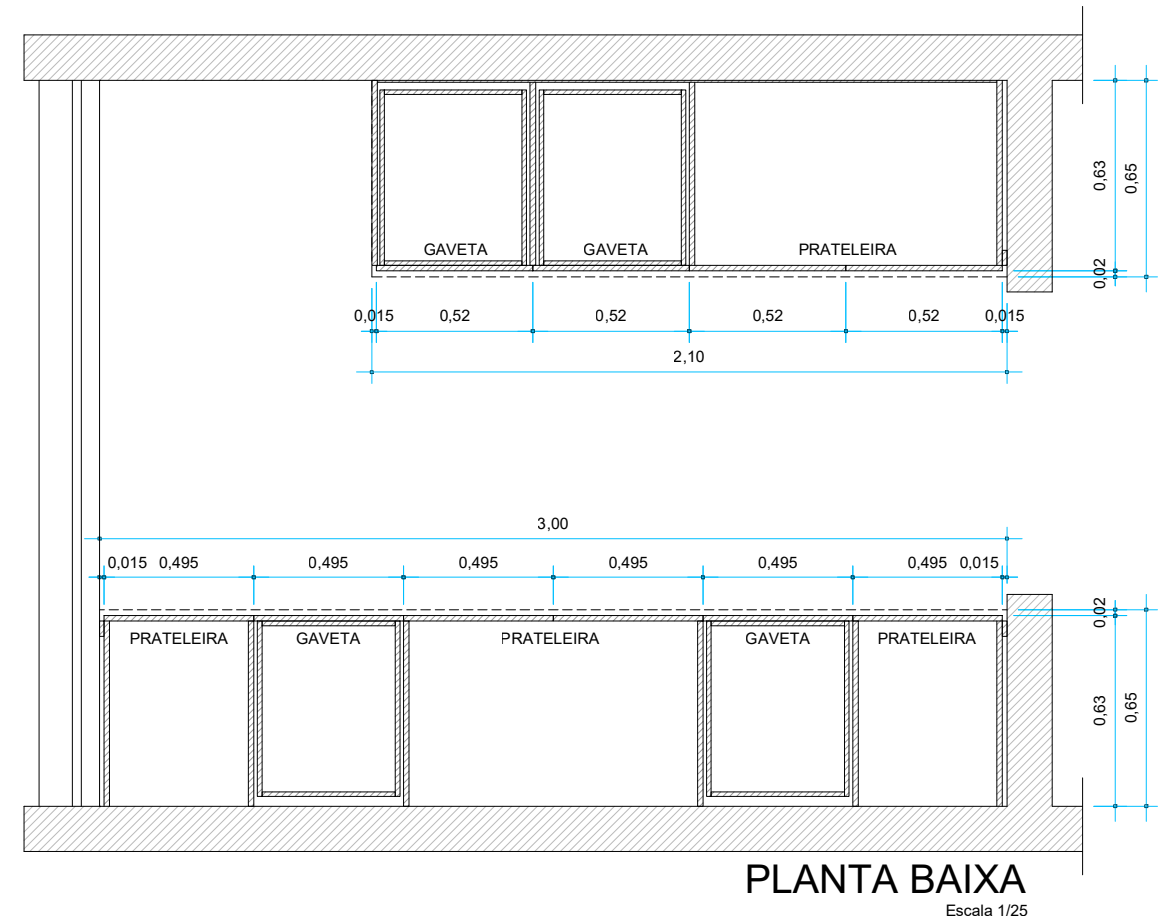 GAVETA GAVETA PRATELEIRA
0,63
0,65
0,02
0,015 0,52 0,52 0,52 0,52 0,015
2,10
3,00
0,015 0,495 0,495 0,495 0,495 0,495 0,495 0,015
0,02
PRATELEIRA GAVETA PRATELEIRA GAVETA PRATELEIRA
0,63
0,65
PLANTA BAIXA
Escala 1/25